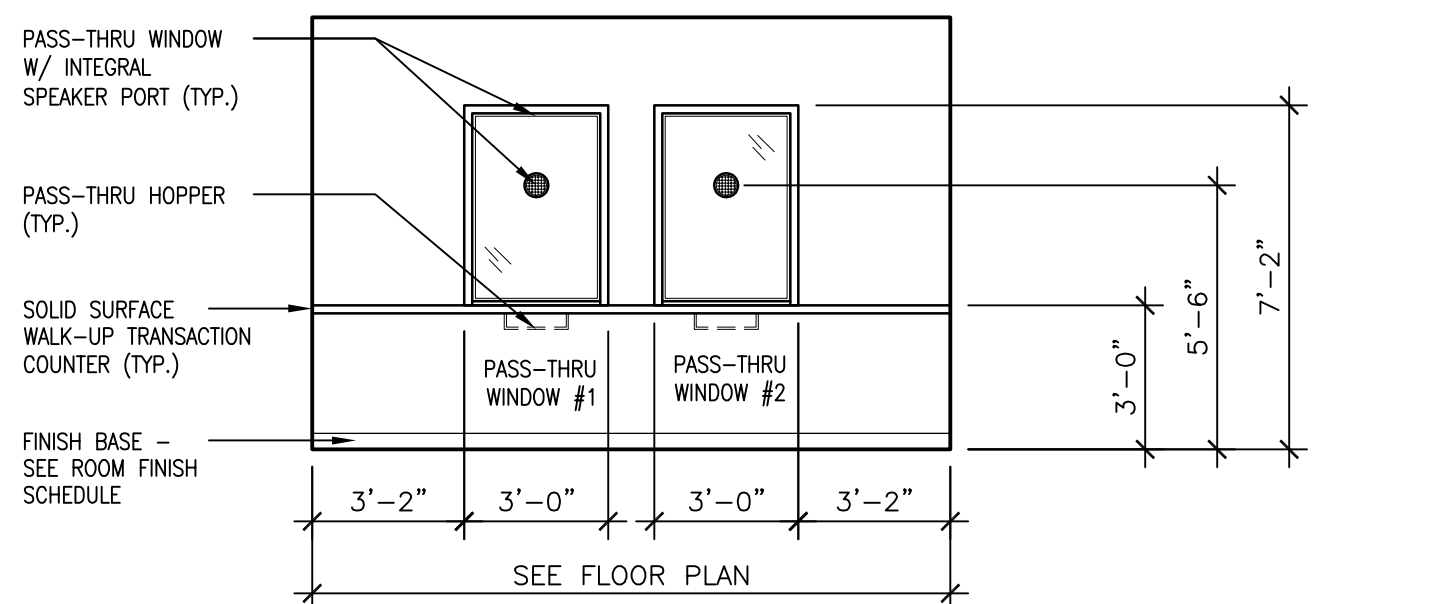 PASS-THRU WINDOW
W/ INTEGRAL
SPEAKER PORT (TYP.)
PASS-THRU HOPPER
(TYP.)
SOLID SURFACE
WALK-UP TRANSACTION
COUNTER (TYP.)
FINISH BASE -
SEE ROOM FINISH
SCHEDULE
PASS-THRU
WINDOW #1
PASS-THRU
WINDOW #2
3'-0"
5'-6"
7'-2"
3'-2"
3'-0"
3'-0"
3'-2"
SEE FLOOR PLAN